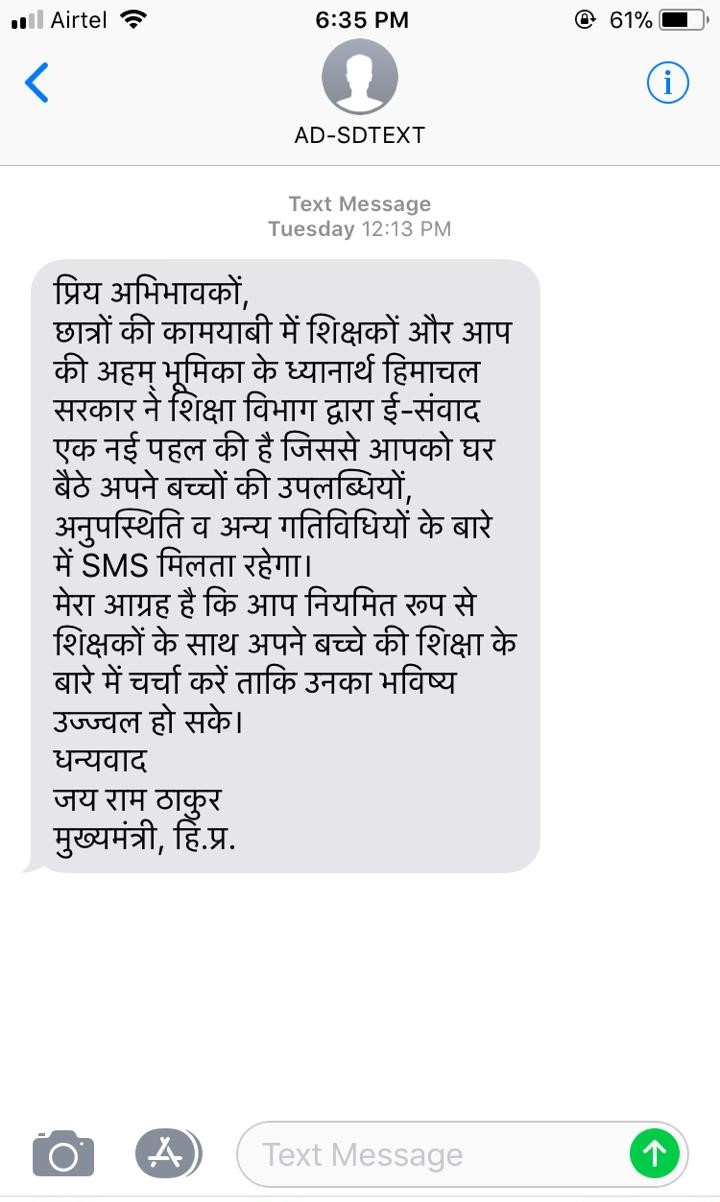 Airtel
6:35 PM
61%
AD-SDTEXT
Text Message
Tuesday 12:13 PM
प्रिय अभिभावकों,
छात्रों की कामयाबी में शिक्षकों और आप
की अहम् भूमिका के ध्यानार्थ हिमाचल
सरकार ने शिक्षा विभाग द्वारा ई-संवाद
एक नई पहल की है जिससे आपको घर
बैठे अपने बच्चों की उपलब्धियों,
अनुपस्थिति व अन्य गतिविधियों के बारे
में SMS मिलता रहेगा।
मेरा आग्रह है कि आप नियमित रूप से
शिक्षकों के साथ अपने बच्चे की शिक्षा के
बारे में चर्चा करें ताकि उनका भविष्य
उज्ज्वल हो सके।
धन्यवाद
जय राम ठाकुर
मुख्यमंत्री, हि.प्र.
Text Message